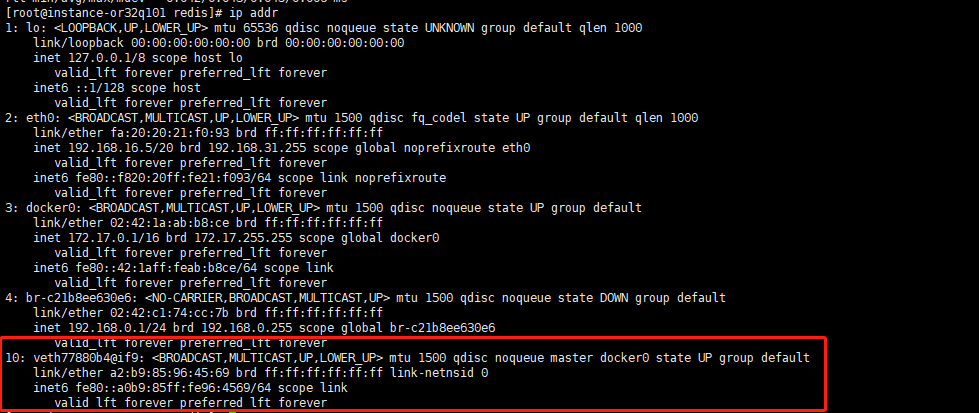 [root@instance-or32q101 redis]# ip addr
1: lo: <LOOPBACK,UP,LOWER_UP> mtu 65536 qdisc noqueue state UNKNOWN group default qlen 1000
link/loopback 00:00:00:00:00:00 brd 00:00:00:00:00:00
inet 127.0.0.1/8 scope host lo
valid_lft forever preferred_lft forever
inet6 ::1/128 scope host
valid_lft forever preferred_lft forever
2: eth0: <BROADCAST,MULTICAST,UP,LOWER_UP> mtu 1500 qdisc fq_codel state UP group default qlen 1000
link/ether fa:20:20:21:f0:93 brd ff:ff:ff:ff:ff:ff
inet 192.168.16.5/20 brd 192.168.31.255 scope global noprefixroute eth0
valid_lft forever preferred_lft forever
inet6 fe80::f820:20ff:fe21:f093/64 scope link noprefixroute
valid_lft forever preferred_lft forever
3: docker0: <BROADCAST,MULTICAST,UP,LOWER_UP> mtu 1500 qdisc noqueue state UP group default
link/ether 02:42:1a:ab:b8:ce brd ff:ff:ff:ff:ff:ff
inet 172.17.0.1/16 brd 172.17.255.255 scope global docker0
valid_lft forever preferred_lft forever
inet6 fe80::42:1aff:feab:b8ce/64 scope link
valid_lft forever preferred_lft forever
4: br-c21b8ee630e6: <NO-CARRIER,BROADCAST,MULTICAST,UP> mtu 1500 qdisc noqueue state DOWN group default
link/ether 02:42:c1:74:cc:7b brd ff:ff:ff:ff:ff:ff
inet 192.168.0.1/24 brd 192.168.0.255 scope global br-c21b8ee630e6
valid_lft forever preferred_lft forever
10: veth77880b4@if9: <BROADCAST,MULTICAST,UP,LOWER_UP> mtu 1500 qdisc noqueue master docker0 state UP group default
link/ether a2:b9:85:96:45:69 brd ff:ff:ff:ff:ff:ff link-netnsid 0
inet6 fe80::a0b9:85ff:fe96:4569/64 scope link
valid_lft forever preferred_lft forever